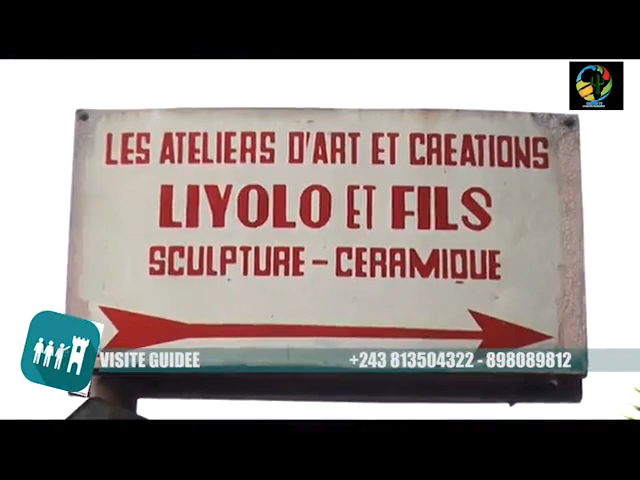 LES ATELIERS D'ART ET CREATIONS
LIYOLO ET FILS
SCULPTURE - CERAMIQUE
VISITE GUIDEE
+243 813504322 - 898089812